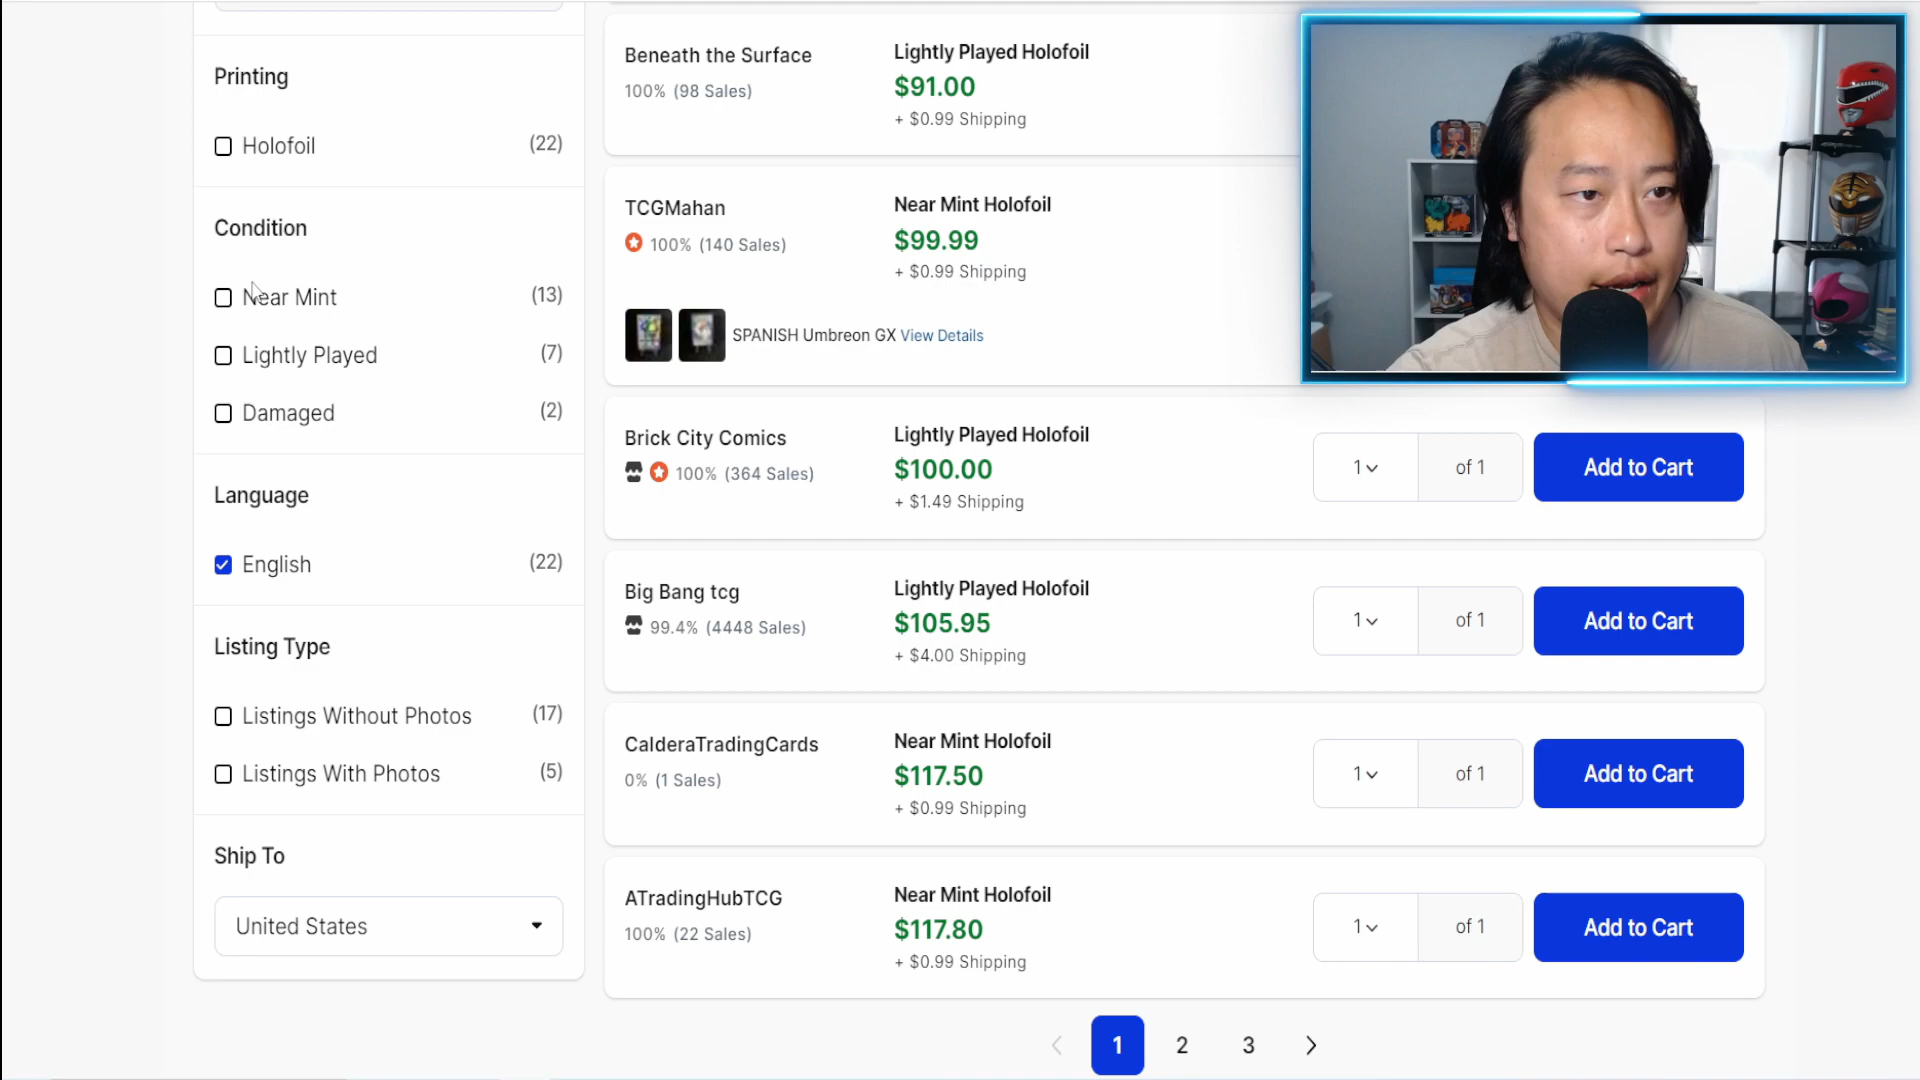 Printing
Holofoil (22)
Condition
Near Mint (13)
Lightly Played (7)
Damaged (2)
Language
English (22)
Listing Type
Listings Without Photos (17)
Listings With Photos (5)
Ship To
United States
Beneath the Surface
100% (98 Sales)
Lightly Played Holofoil
$91.00
+ $0.99 Shipping
TCGMahan
100% (140 Sales)
Near Mint Holofoil
$99.99
+ $0.99 Shipping
SPANISH Umbreon GX View Details
Brick City Comics
100% (364 Sales)
Lightly Played Holofoil
$100.00
+ $1.49 Shipping
1 of 1 Add to Cart
Big Bang tcg
99.4% (4448 Sales)
Lightly Played Holofoil
$105.95
+ $4.00 Shipping
1 of 1 Add to Cart
CalderaTradingCards
0% (1 Sales)
Near Mint Holofoil
$117.50
+ $0.99 Shipping
1 of 1 Add to Cart
ATradingHubTCG
100% (22 Sales)
Near Mint Holofoil
$117.80
+ $0.99 Shipping
1 of 1 Add to Cart
1 2 3